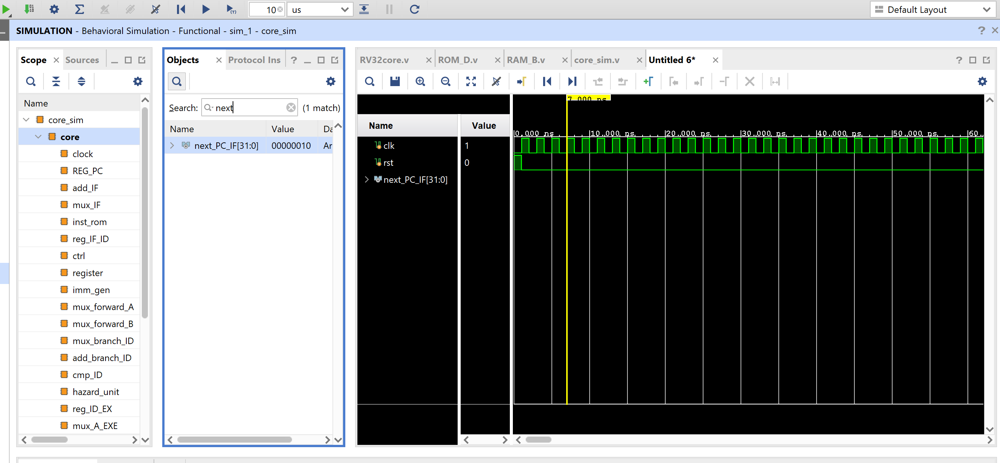 10 us Default Layout
SIMULATION - Behavioral Simulation - Functional - sim_1 - core_sim ?
Scope Sources
Name
core_sim
core
clock
REG_PC
add_IF
mux_IF
inst_rom
reg_IF_ID
ctrl
register
imm_gen
mux_forward_A
mux_forward_B
mux_branch_ID
add_branch_ID
cmp_ID
hazard_unit
reg_ID_EX
mux_A_EXE
Objects Protocol Ins ?
Search: next (1 match)
Name Value Da
next_PC_IF[31:0] 00000010 Ar
RV32core.v ROM_D.v RAM_B.v core_sim.v Untitled 6* ?
7.000 ns
Name Value
0.000 ns 10.000 ns 20.000 ns 30.000 ns 40.000 ns 50.000 ns 60.
clk 1
rst 0
next_PC_IF[31:0]